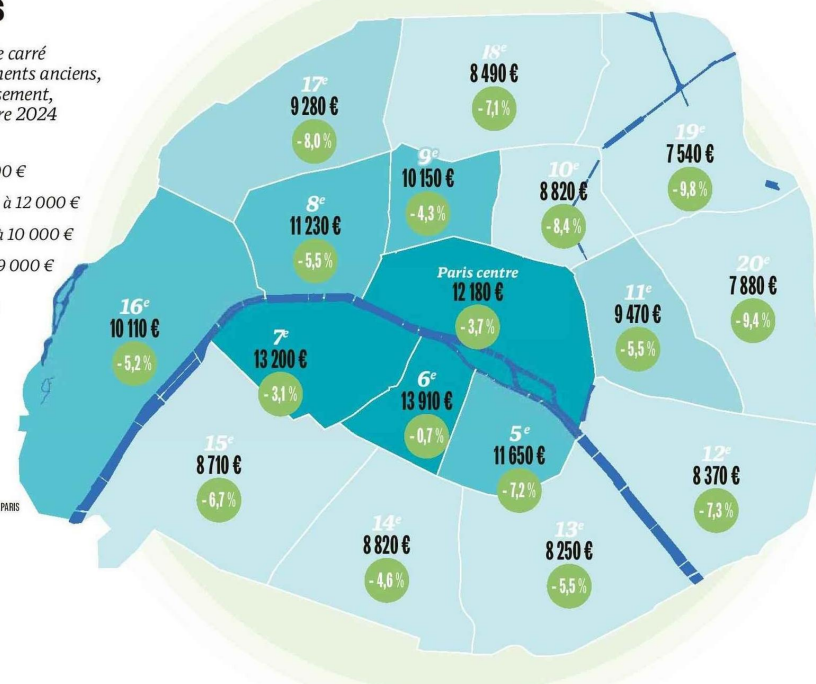 s
e carré
ents anciens,
sement,
re 2024
0 €
à 12 000 €
à 10 000 €
9 000 €
PARIS
18e
8 490 €
- 7,1 %
17e
9 280 €
- 8,0 %
19e
7 540 €
- 9,8 %
9e
10 150 €
- 4,3 %
10e
8 820 €
- 8,4 %
8e
11 230 €
- 5,5 %
20e
7 880 €
- 9,4 %
Paris centre
12 180 €
- 3,7 %
11e
9 470 €
- 5,5 %
16e
10 110 €
- 5,2 %
7e
13 200 €
- 3,1 %
6e
13 910 €
- 0,7 %
5e
11 650 €
- 7,2 %
15e
8 710 €
- 6,7 %
12e
8 370 €
- 7,3 %
14e
8 820 €
- 4,6 %
13e
8 250 €
- 5,5 %